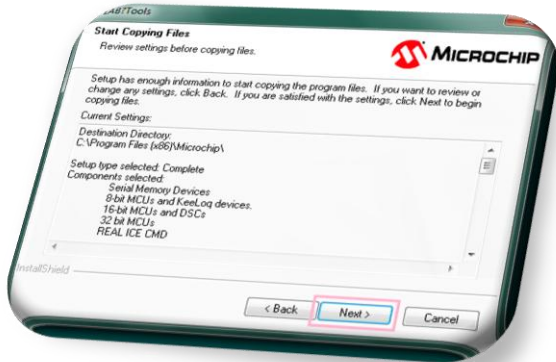 Start Copying Files
Review settings before copying files.
MICROCHIP
Setup has enough information to start copying the program files. If you want to review or
change any settings, click Back. If you are satisfied with the settings, click Next to begin
copying files.
Current Settings:
Destination Directory:
C:\Program Files (x86)\Microchip\
Setup type selected: Complete
Components selected:
Serial Memory Devices
8-bit MCUs and KeeLoq devices.
16-bit MCUs and DSCs
32 bit MCUs
REAL ICE CMD
InstallShield
< Back
Next >
Cancel